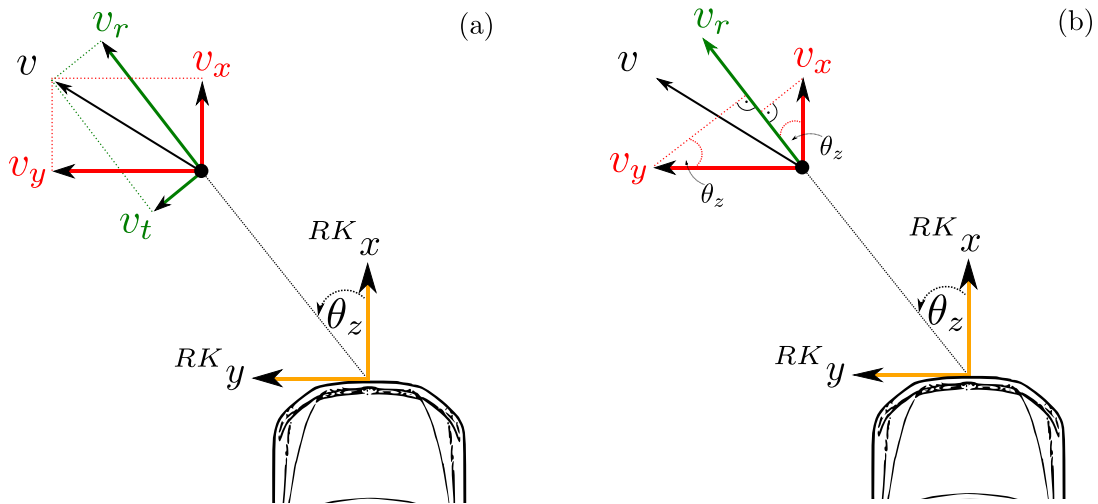 (a)
v_r
v
v_x
v_y
v_t
^{RK}x
θ_z
^{RK}y
(b)
v_r
v
v_x
θ_z
v_y
θ_z
^{RK}x
θ_z
^{RK}y